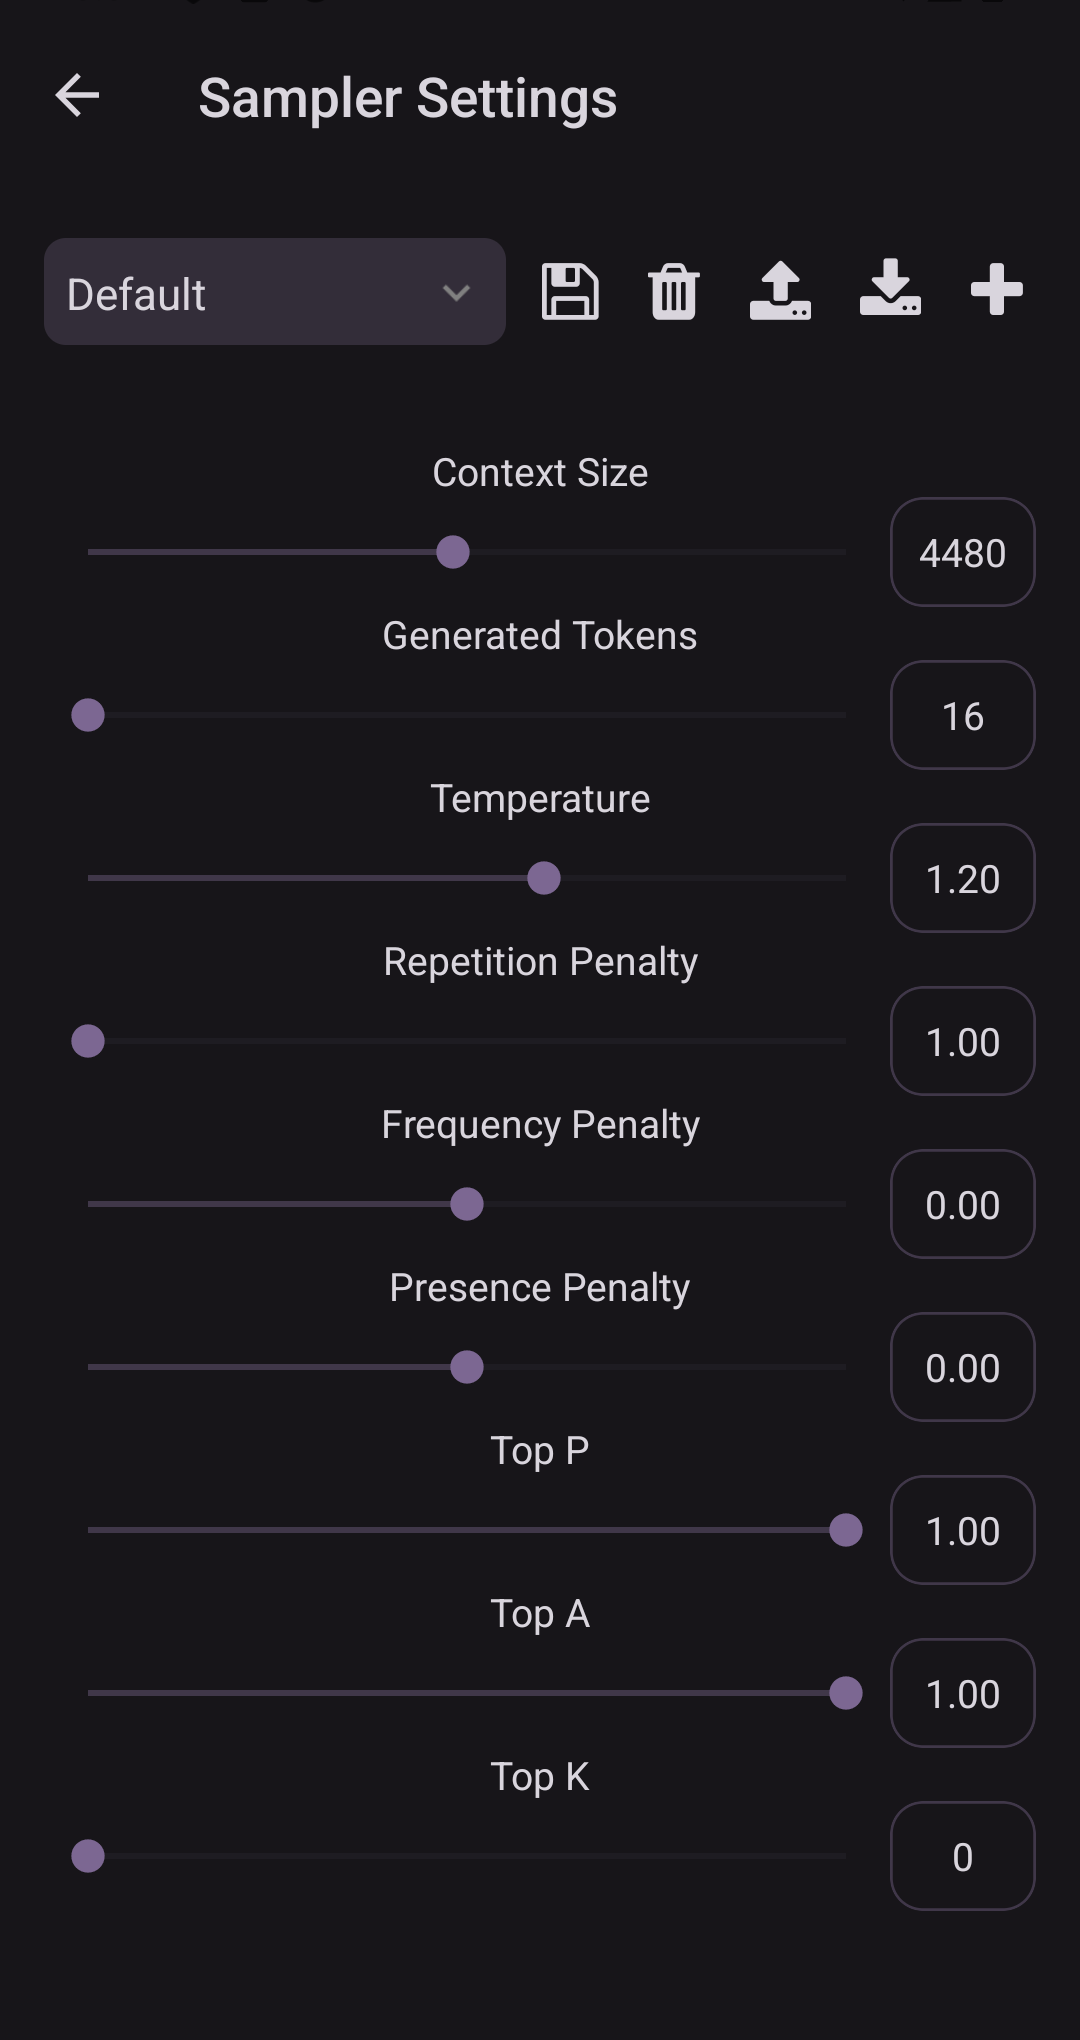 Sampler Settings
Default
Context Size
4480
Generated Tokens
16
Temperature
1.20
Repetition Penalty
1.00
Frequency Penalty
0.00
Presence Penalty
0.00
Top P
1.00
Top A
1.00
Top K
0